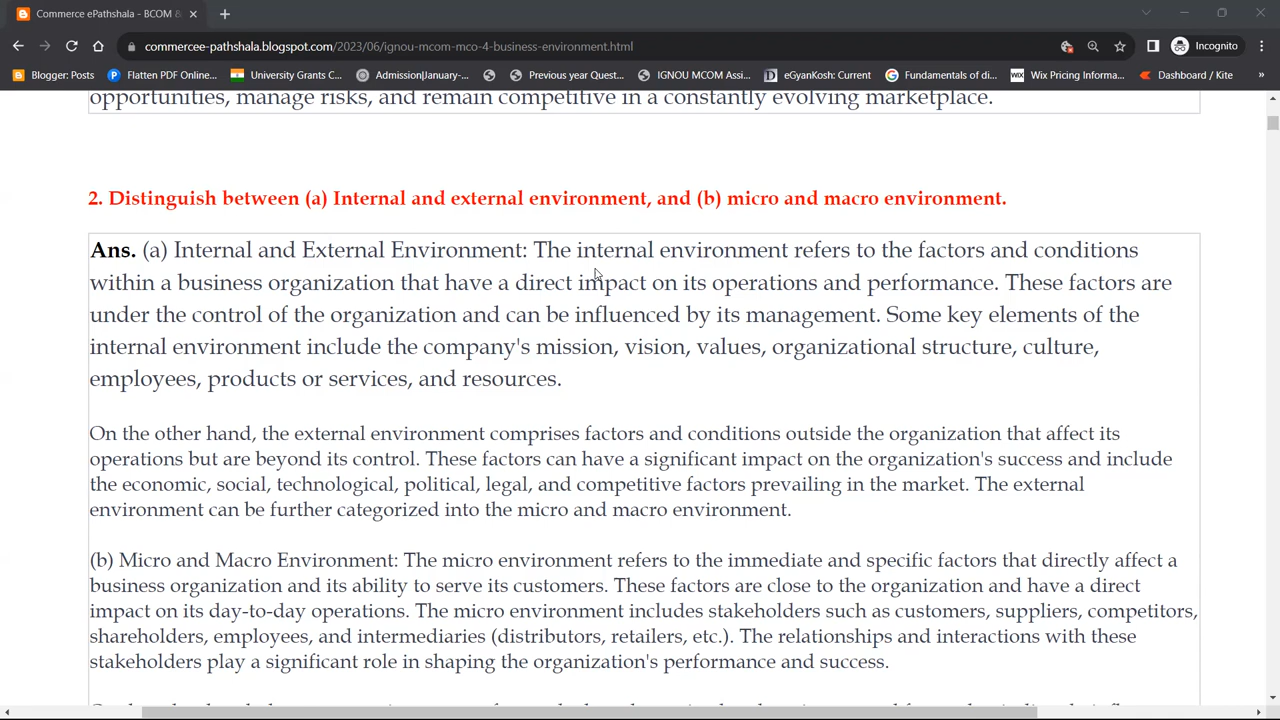 Commerce ePathshala - BCOM &
commercee-pathshala.blogspot.com/2023/06/ignou-mcom-mco-4-business-environment.html
Incognito
Blogger: Posts
Flatten PDF Online...
University Grants C...
Admission|January-...
Previous year Quest...
IGNOU MCOM Assi...
eGyanKosh: Current
Fundamentals of di...
Wix Pricing Informa...
Dashboard / Kite
»
opportunities, manage risks, and remain competitive in a constantly evolving marketplace.
2. Distinguish between (a) Internal and external environment, and (b) micro and macro environment.
Ans. (a) Internal and External Environment: The internal environment refers to the factors and conditions
within a business organization that have a direct impact on its operations and performance. These factors are
under the control of the organization and can be influenced by its management. Some key elements of the
internal environment include the company's mission, vision, values, organizational structure, culture,
employees, products or services, and resources.
On the other hand, the external environment comprises factors and conditions outside the organization that affect its
operations but are beyond its control. These factors can have a significant impact on the organization's success and include
the economic, social, technological, political, legal, and competitive factors prevailing in the market. The external
environment can be further categorized into the micro and macro environment.
(b) Micro and Macro Environment: The micro environment refers to the immediate and specific factors that directly affect a
business organization and its ability to serve its customers. These factors are close to the organization and have a direct
impact on its day-to-day operations. The micro environment includes stakeholders such as customers, suppliers, competitors,
shareholders, employees, and intermediaries (distributors, retailers, etc.). The relationships and interactions with these
stakeholders play a significant role in shaping the organization's performance and success.